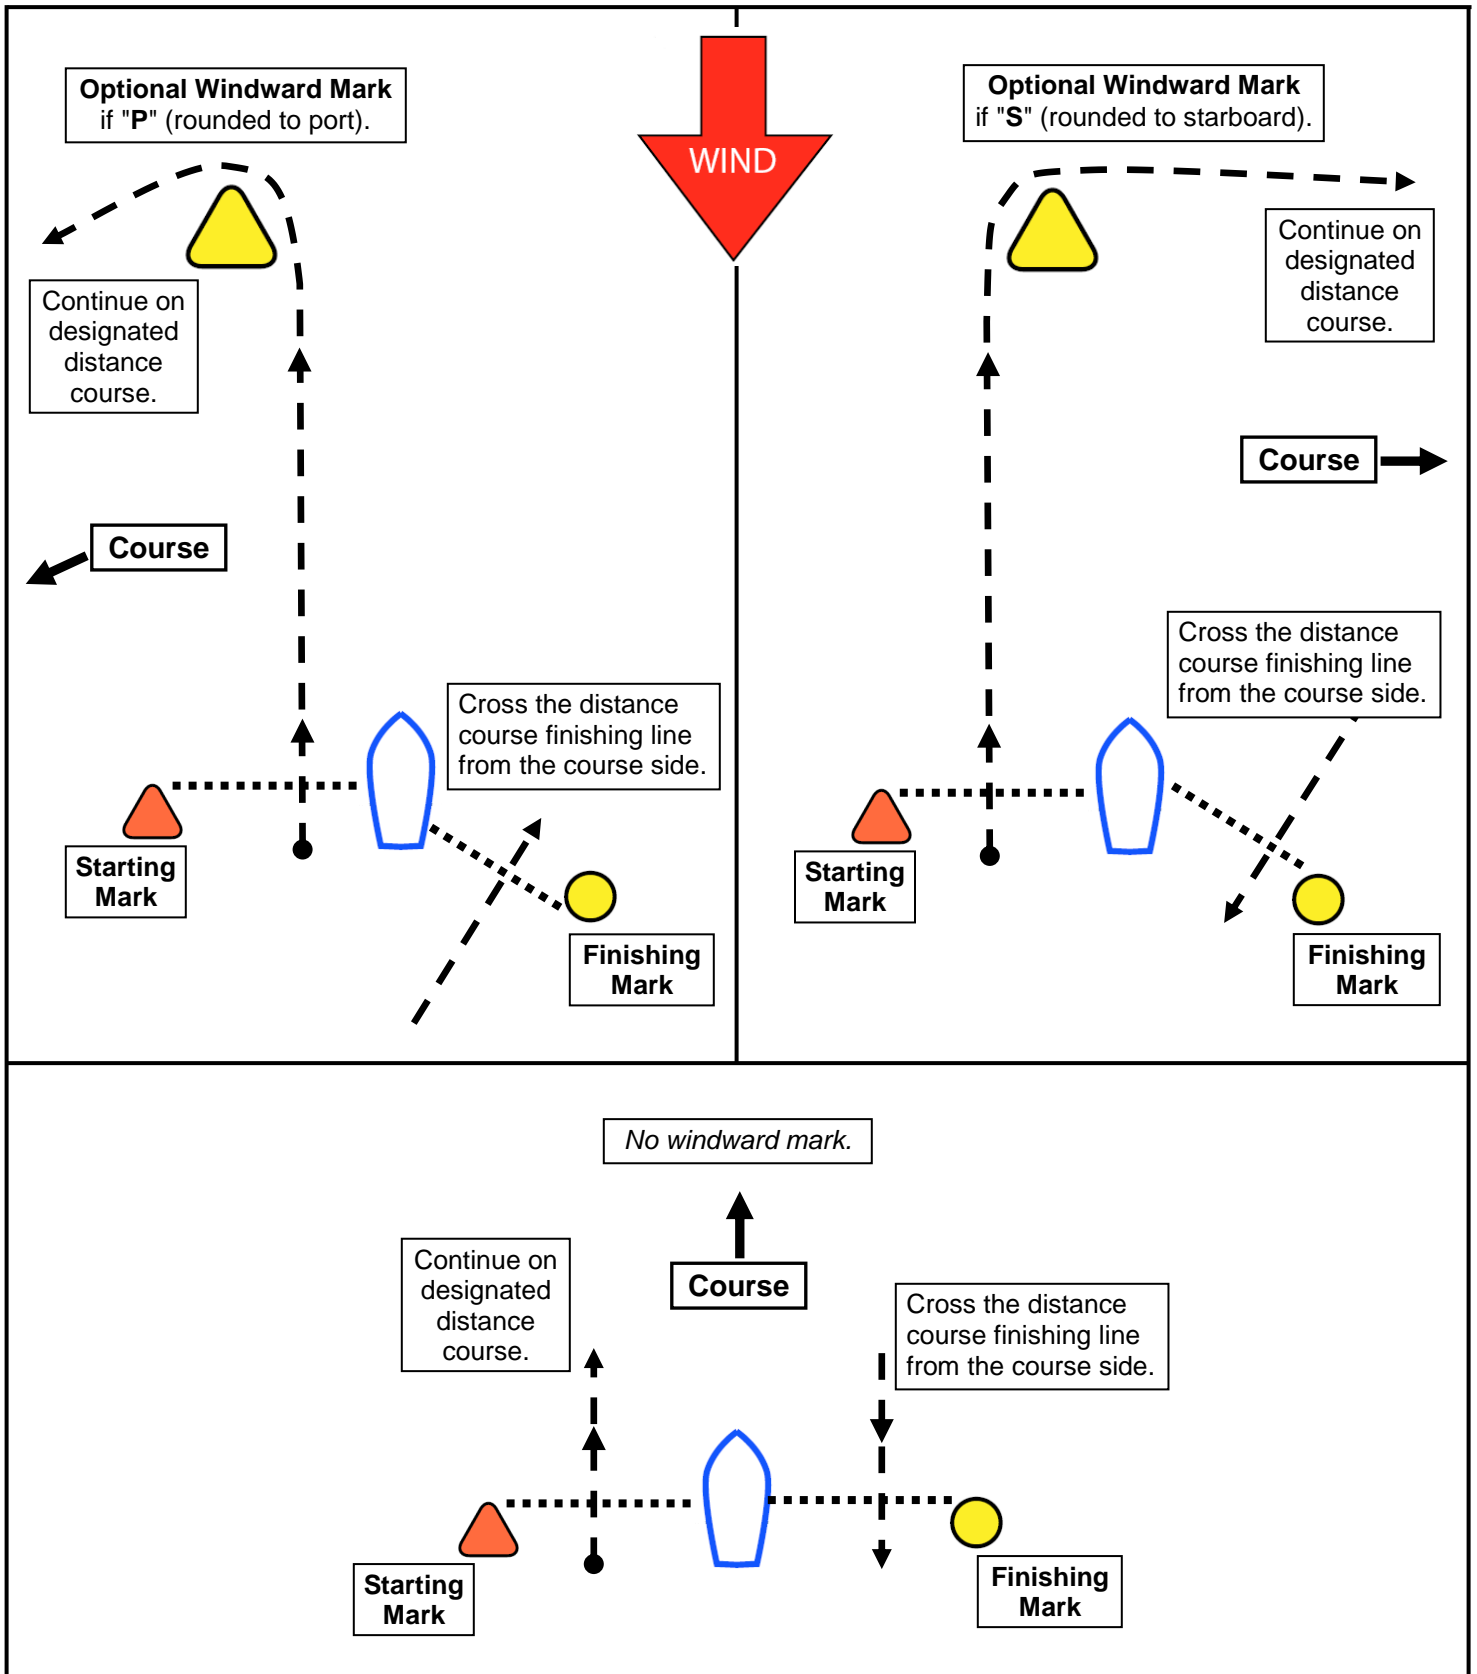 Optional Windward Mark
if "P" (rounded to port).
WIND
Optional Windward Mark
if "S" (rounded to starboard).
Continue on
designated
distance
course.
Continue on
designated
distance
course.
Course
Course
Cross the distance
course finishing line
from the course side.
Cross the distance
course finishing line
from the course side.
Starting
Mark
Finishing
Mark
Starting
Mark
Finishing
Mark
No windward mark.
Continue on
designated
distance
course.
Course
Cross the distance
course finishing line
from the course side.
Starting
Mark
Finishing
Mark